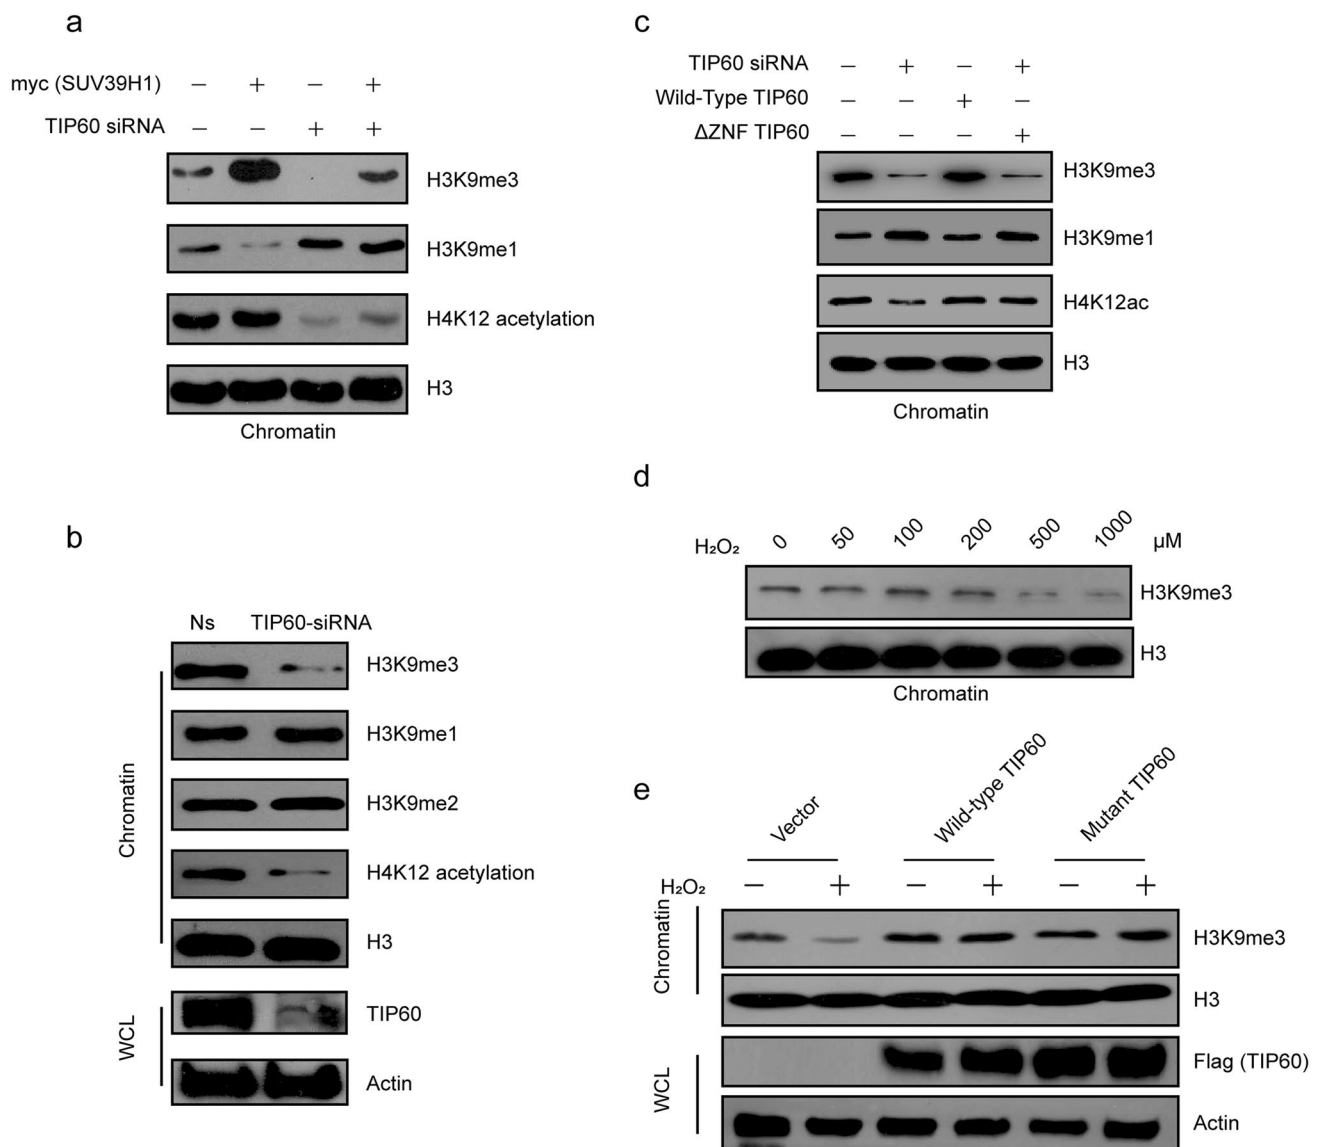 a
myc (SUV39H1) – + – +
TIP60 siRNA – – + +
H3K9me3
H3K9me1
H4K12 acetylation
H3
Chromatin
b
Ns TIP60-siRNA
Chromatin
H3K9me3
H3K9me1
H3K9me2
H4K12 acetylation
H3
WCL
TIP60
Actin
c
TIP60 siRNA – + – +
Wild-Type TIP60 – – + –
ΔZNF TIP60 – – – +
H3K9me3
H3K9me1
H4K12ac
H3
Chromatin
d
H₂O₂ 0 50 100 200 500 1000 µM
H3K9me3
H3
Chromatin
e
Vector Wild-type TIP60 Mutant TIP60
H₂O₂ – + – + – +
Chromatin
H3K9me3
H3
WCL
Flag (TIP60)
Actin